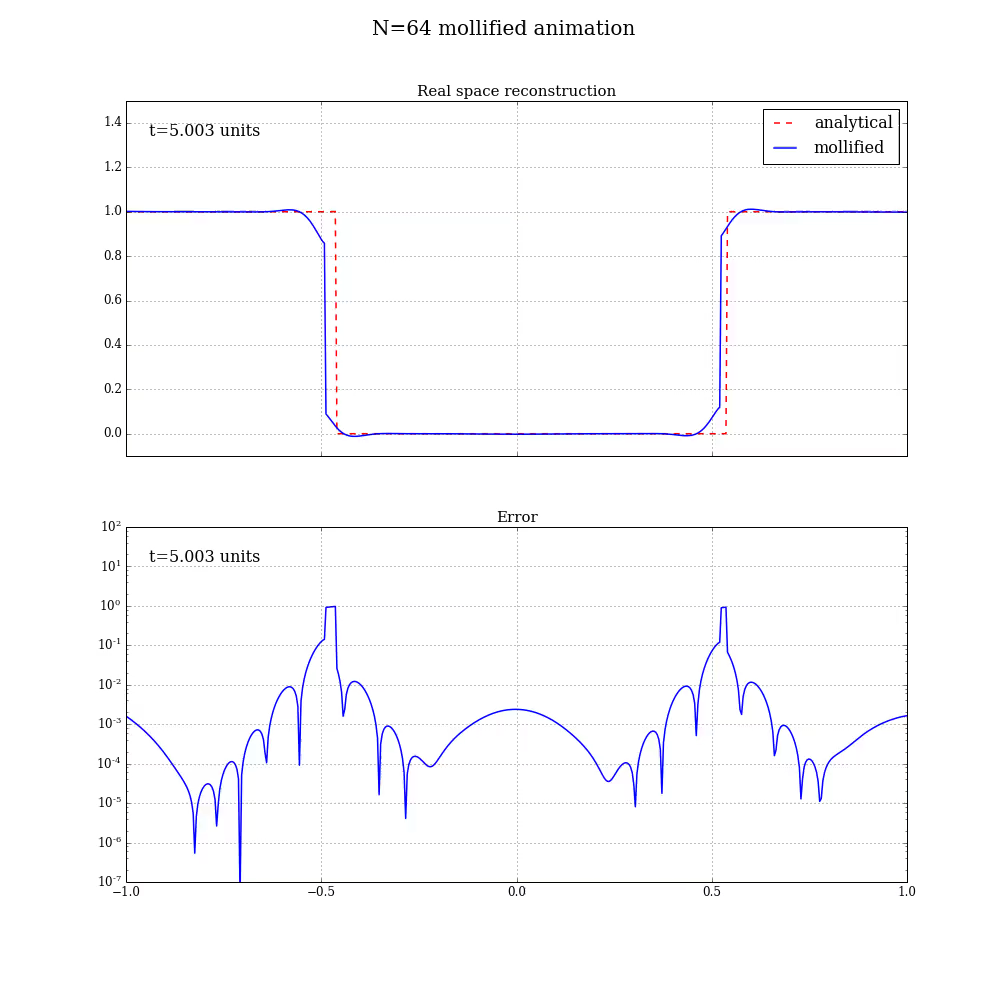 N=64 mollified animation
Real space reconstruction
t=5.003 units
analytical
mollified
1.4
1.2
1.0
0.8
0.6
0.4
0.2
0.0
Error
t=5.003 units
10²
10¹
10⁰
10⁻¹
10⁻²
10⁻³
10⁻⁴
10⁻⁵
10⁻⁶
10⁻⁷
−1.0 −0.5 0.0 0.5 1.0